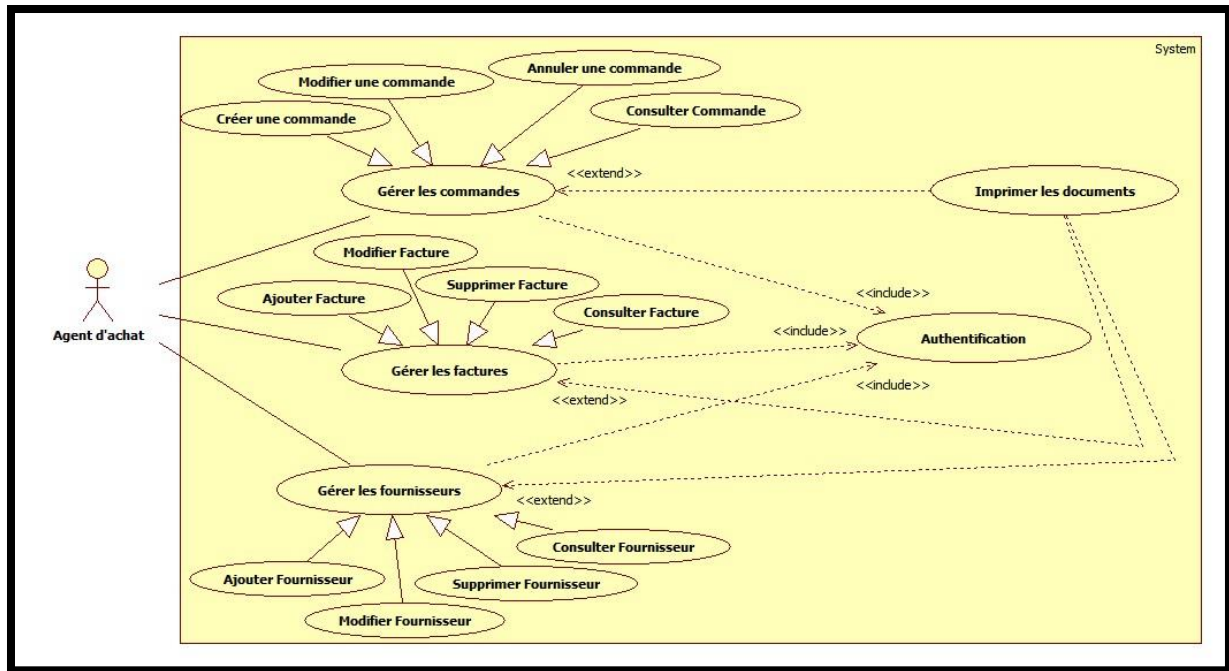 System
Annuler une commande
Modifier une commande
Consulter Commande
Créer une commande
<<extend>>
Gérer les commandes
Imprimer les documents
Modifier Facture
Supprimer Facture
Ajouter Facture
<<include>>
Consulter Facture
Agent d'achat
<<include>>
Authentification
Gérer les factures
<<include>>
<<extend>>
Gérer les fournisseurs
<<extend>>
Consulter Fournisseur
Ajouter Fournisseur
Supprimer Fournisseur
Modifier Fournisseur